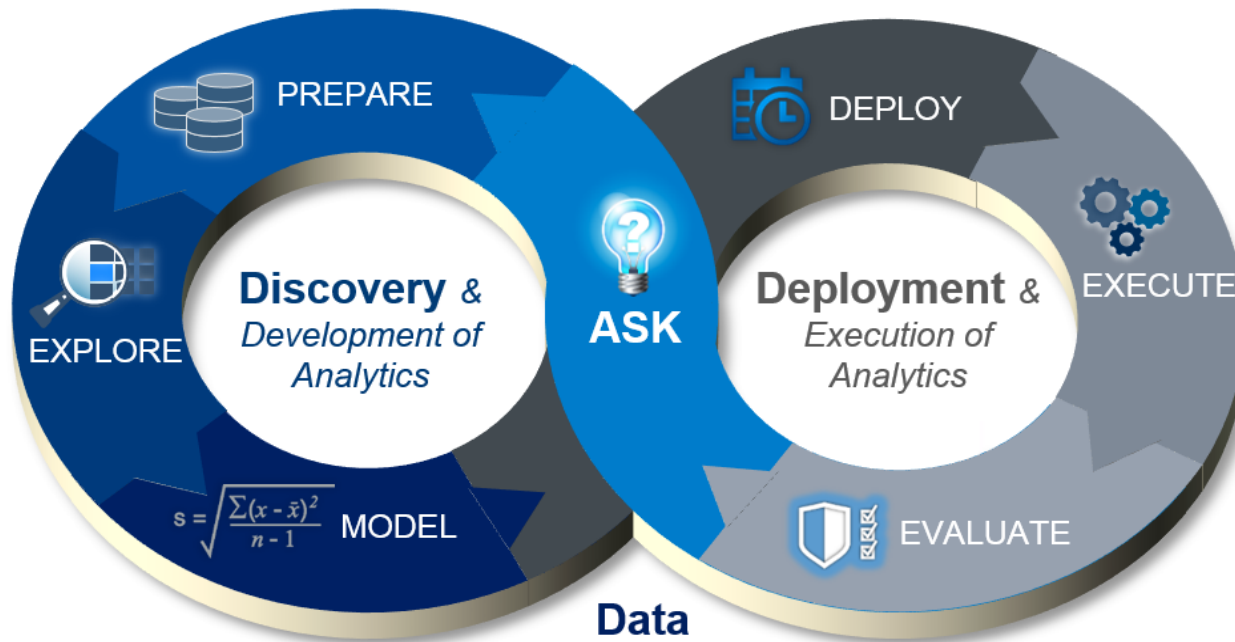 PREPARE
DEPLOY
?
Discovery &
Development of
Analytics
ASK
Deployment &
Execution of
Analytics
EXECUTE
EXPLORE
s = √(∑(x - x̄)² / (n - 1))
MODEL
EVALUATE
Data